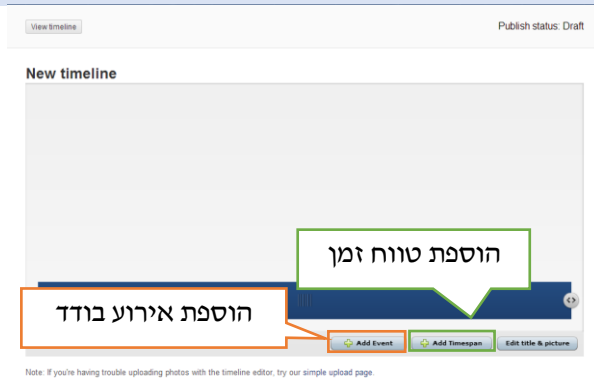 View timeline
Publish status: Draft
New timeline
הוספת טווח זמן
הוספת אירוע בודד
Add Event
Add Timespan
Edit title & picture
Note: If you're having trouble uploading photos with the timeline editor, try our simple upload page.